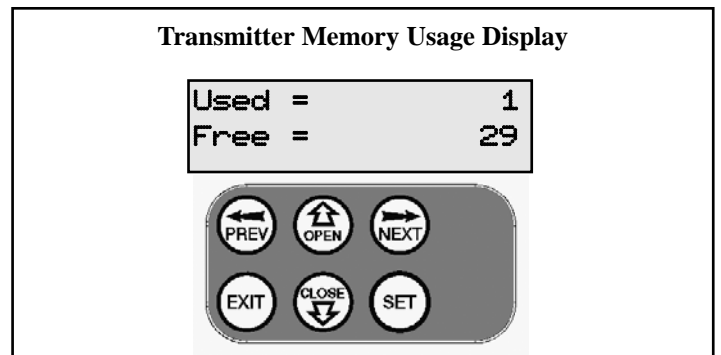 Transmitter Memory Usage Display
Used = 1
Free = 29
PREV OPEN NEXT
EXIT CLOSE SET